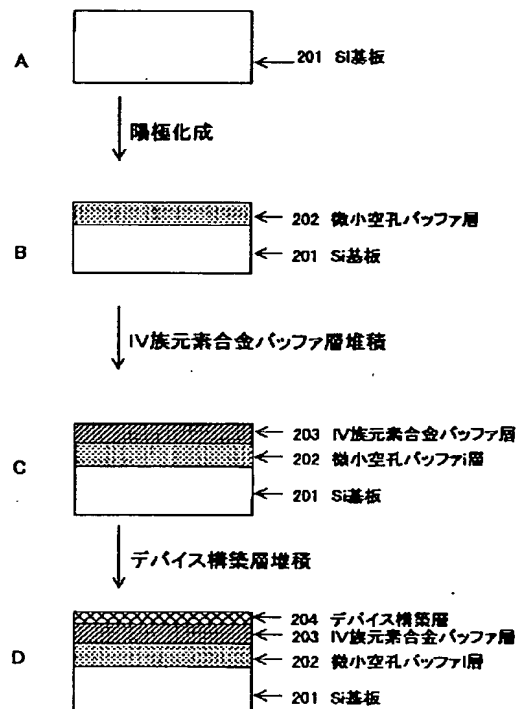 A
201 Si基板
陽極化成
B
202 微小空孔バッファ層
201 Si基板
IV族元素合金バッファ層堆積
C
203 IV族元素合金バッファ層
202 微小空孔バッファi層
201 Si基板
デバイス構築層堆積
D
204 デバイス構築層
203 IV族元素合金バッファ層
202 微小空孔バッファl層
201 Si基板